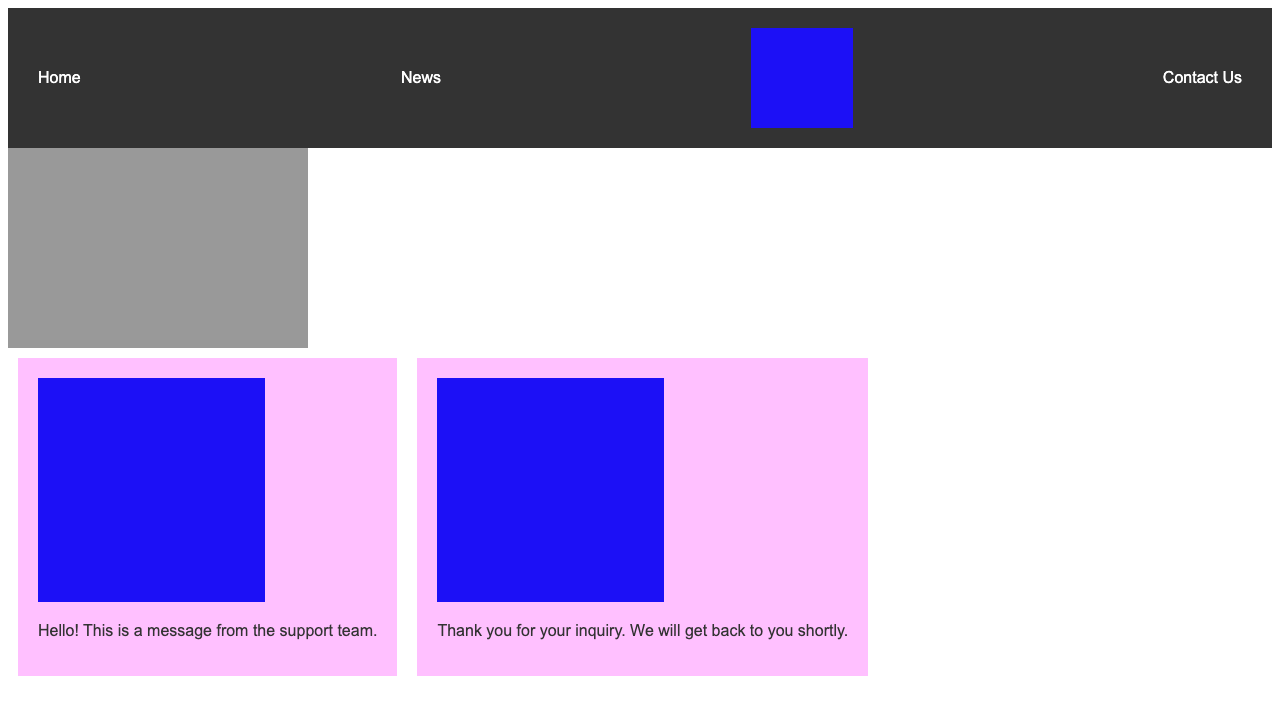 Home
News
Contact Us
Hello! This is a message from the support team.
Thank you for your inquiry. We will get back to you shortly.